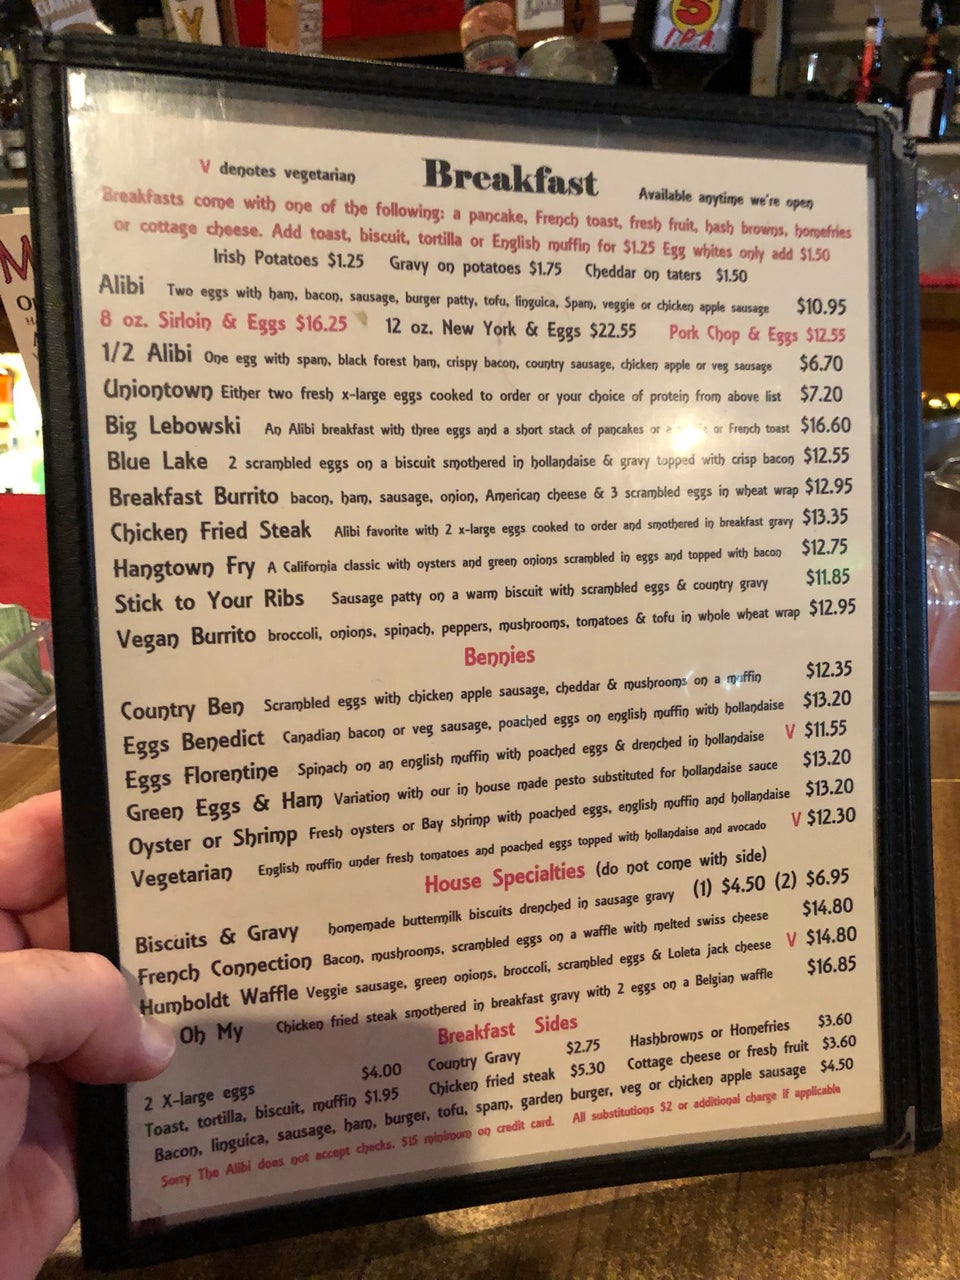 5
I.P.A.
V denotes vegetarian Breakfast Available anytime we're open
Breakfasts come with one of the following: a pancake, French toast, fresh fruit, hash browns, homefries
or cottage cheese. Add toast, biscuit, tortilla or English muffin for $1.25 Egg whites only add $1.50
Irish Potatoes $1.25 Gravy on potatoes $1.75 Cheddar on taters $1.50
Alibi Two eggs with ham, bacon, sausage, burger patty, tofu, linguica, Spam, veggie or chicken apple sausage $10.95
8 oz. Sirloin & Eggs $16.25 12 oz. New York & Eggs $22.55 Pork Chop & Eggs $12.55
1/2 Alibi One egg with spam, black forest ham, crispy bacon, country sausage, chicken apple or veg sausage $6.70
Uniontown Either two fresh x-large eggs cooked to order or your choice of protein from above list $7.20
Big Lebowski An Alibi breakfast with three eggs and a short stack of pancakes or or French toast $16.60
Blue Lake 2 scrambled eggs on a biscuit smothered in hollandaise & gravy topped with crisp bacon $12.55
Breakfast Burrito bacon, ham, sausage, onion, American cheese & 3 scrambled eggs in wheat wrap $12.95
Chicken Fried Steak Alibi favorite with 2 x-large eggs cooked to order and smothered in breakfast gravy $13.35
Hangtown Fry A California classic with oysters and green onions scrambled in eggs and topped with bacon $12.75
Stick to Your Ribs Sausage patty on a warm biscuit with scrambled eggs & country gravy $11.85
Vegan Burrito broccoli, onions, spinach, peppers, mushrooms, tomatoes & tofu in whole wheat wrap $12.95
Bennies
Country Ben Scrambled eggs with chicken apple sausage, cheddar & mushrooms on a muffin $12.35
Eggs Benedict Canadian bacon or veg sausage, poached eggs on english muffin with hollandaise $13.20
Eggs Florentine Spinach on an english muffin with poached eggs & drenched in hollandaise V $11.55
Green Eggs & Ham Variation with our in house made pesto substituted for hollandaise sauce $13.20
Oyster or Shrimp Fresh oysters or Bay shrimp with poached eggs, english muffin and hollandaise $13.20
Vegetarian English muffin under fresh tomatoes and poached eggs topped with hollandaise and avocado V $12.30
House Specialties (do not come with side)
Biscuits & Gravy homemade buttermilk biscuits drenched in sausage gravy (1) $4.50 (2) $6.95
French Connection Bacon, mushrooms, scrambled eggs on a waffle with melted swiss cheese $14.80
Humboldt Waffle Veggie sausage, green onions, broccoli, scrambled eggs & Loleta jack cheese V $14.80
Oh My Chicken fried steak smothered in breakfast gravy with 2 eggs on a Belgian waffle $16.85
Breakfast Sides
2 X-large eggs $4.00 Country Gravy $2.75 Hashbrowns or Homefries $3.60
Toast, tortilla, biscuit, muffin $1.95 Chicken fried steak $5.30 Cottage cheese or fresh fruit $3.60
Bacon, linguica, sausage, ham, burger, tofu, spam, garden burger, veg or chicken apple sausage $4.50
Sorry The Alibi does not accept checks. $15 minimum on credit card. All substitutions $2 or additional charge if applicable